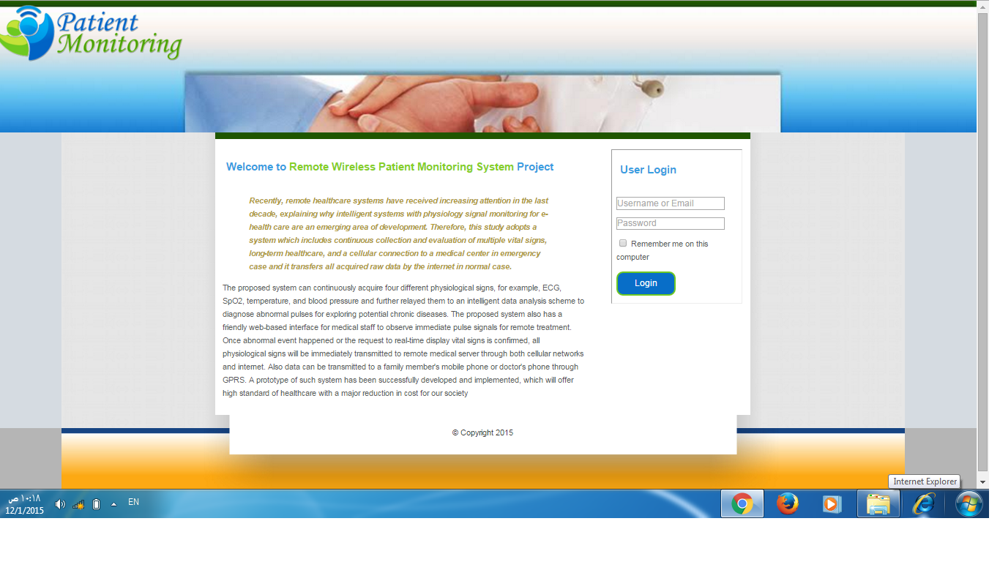 Patient
Monitoring
Welcome to Remote Wireless Patient Monitoring System Project
Recently, remote healthcare systems have received increasing attention in the last
decade, explaining why intelligent systems with physiology signal monitoring for e-
health care are an emerging area of development. Therefore, this study adopts a
system which includes continuous collection and evaluation of multiple vital signs,
long-term healthcare, and a cellular connection to a medical center in emergency
case and it transfers all acquired raw data by the internet in normal case.
The proposed system can continuously acquire four different physiological signs, for example, ECG,
SpO2, temperature, and blood pressure and further relayed them to an intelligent data analysis scheme to
diagnose abnormal pulses for exploring potential chronic diseases. The proposed system also has a
friendly web-based interface for medical staff to observe immediate pulse signals for remote treatment.
Once abnormal event happened or the request to real-time display vital signs is confirmed, all
physiological signs will be immediately transmitted to remote medical server through both cellular networks
and internet. Also data can be transmitted to a family member's mobile phone or doctor's phone through
GPRS. A prototype of such system has been successfully developed and implemented, which will offer
high standard of healthcare with a major reduction in cost for our society
User Login
Username or Email
Password
Remember me on this
computer
Login
© Copyright 2015
Internet Explorer
١٠:١٨ ص
12/1/2015
EN